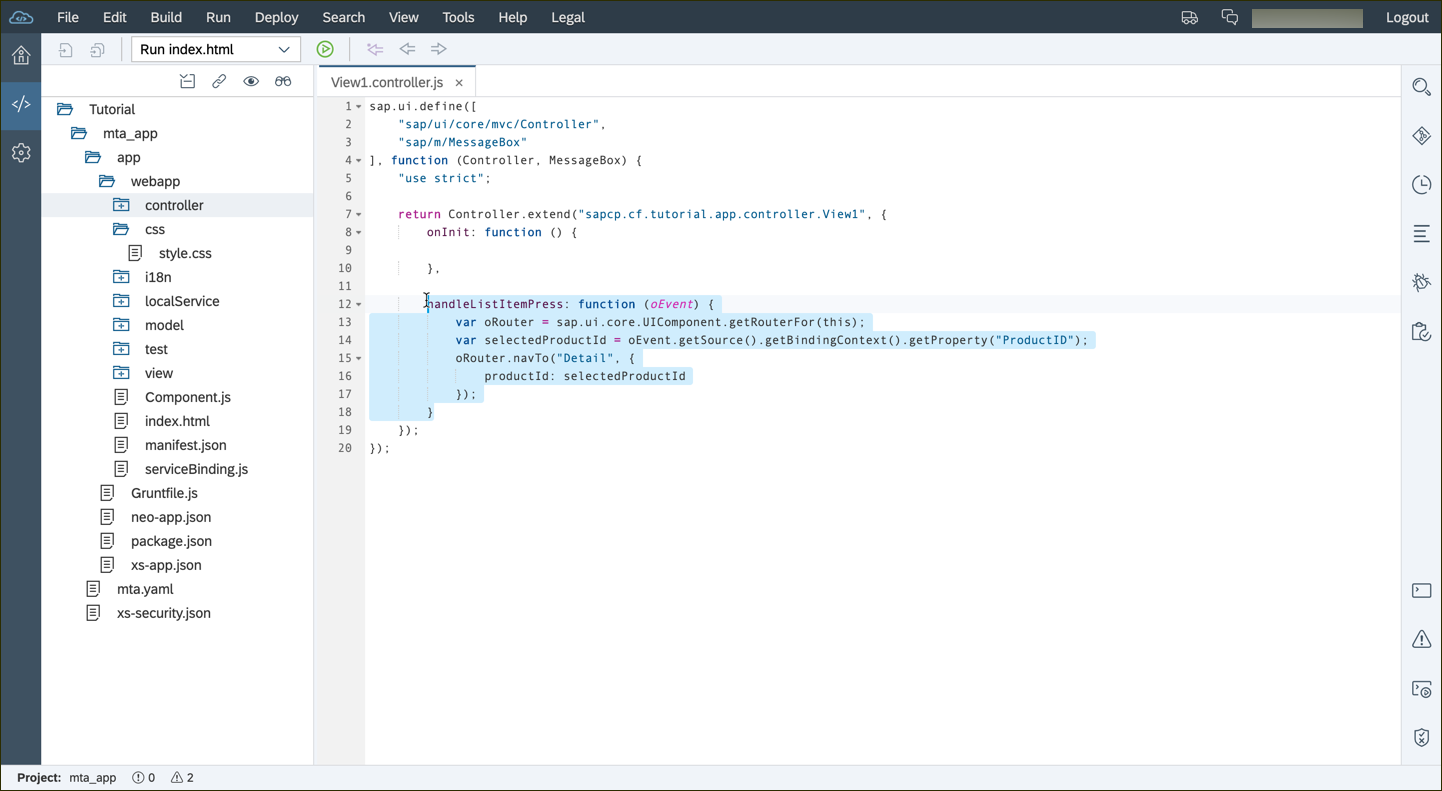 File Edit Build Run Deploy Search View Tools Help Legal Logout
Run index.html
View1.controller.js ×
Tutorial
mta_app
app
webapp
controller
css
style.css
i18n
localService
model
test
view
Component.js
index.html
manifest.json
serviceBinding.js
Gruntfile.js
neo-app.json
package.json
xs-app.json
mta.yaml
xs-security.json
1 sap.ui.define([
2 "sap/ui/core/mvc/Controller",
3 "sap/m/MessageBox"
4 ], function (Controller, MessageBox) {
5 "use strict";
6
7 return Controller.extend("sapcp.cf.tutorial.app.controller.View1", {
8 onInit: function () {
9
10 },
11
12 handleListItemPress: function (oEvent) {
13 var oRouter = sap.ui.core.UIComponent.getRouterFor(this);
14 var selectedProductId = oEvent.getSource().getBindingContext().getProperty("ProductID");
15 oRouter.navTo("Detail", {
16 productId: selectedProductId
17 });
18 }
19 });
20 });
Project: mta_app 0 2